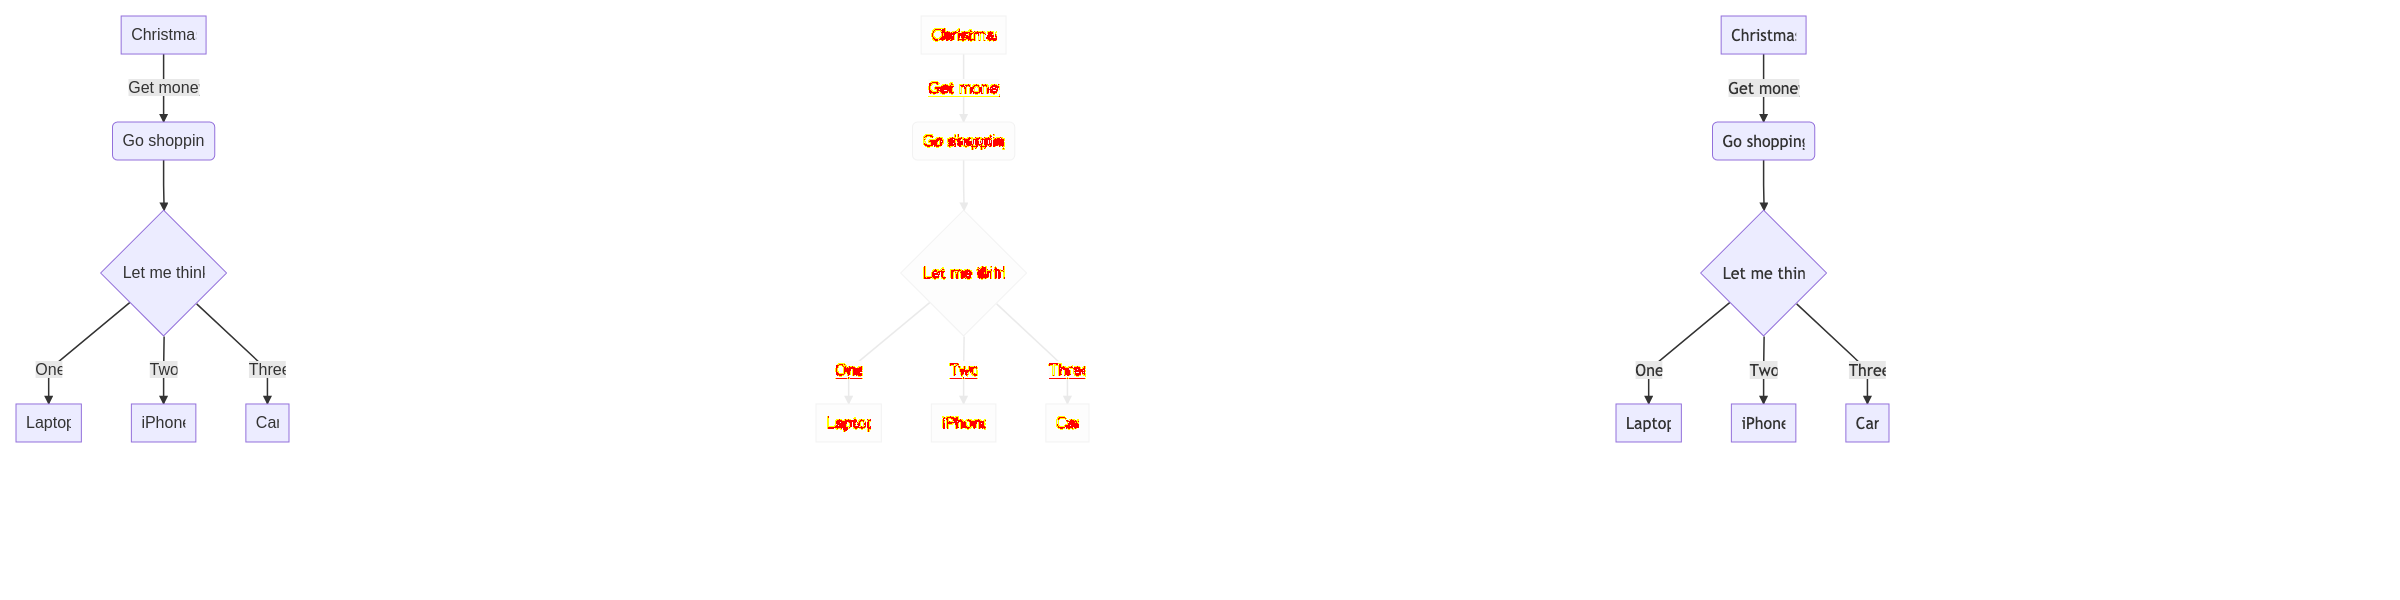 Christma
Get mone
Go shoppin
Let me thinl
One
Two
Three
Laptop
iPhone
Car
Christma
Get mone
Go shoppin
Let me thinl
One
Two
Three
Laptop
iPhone
Car
Christmas
Get money
Go shopping
Let me thin
One
Two
Three
Laptop
iPhone
Car